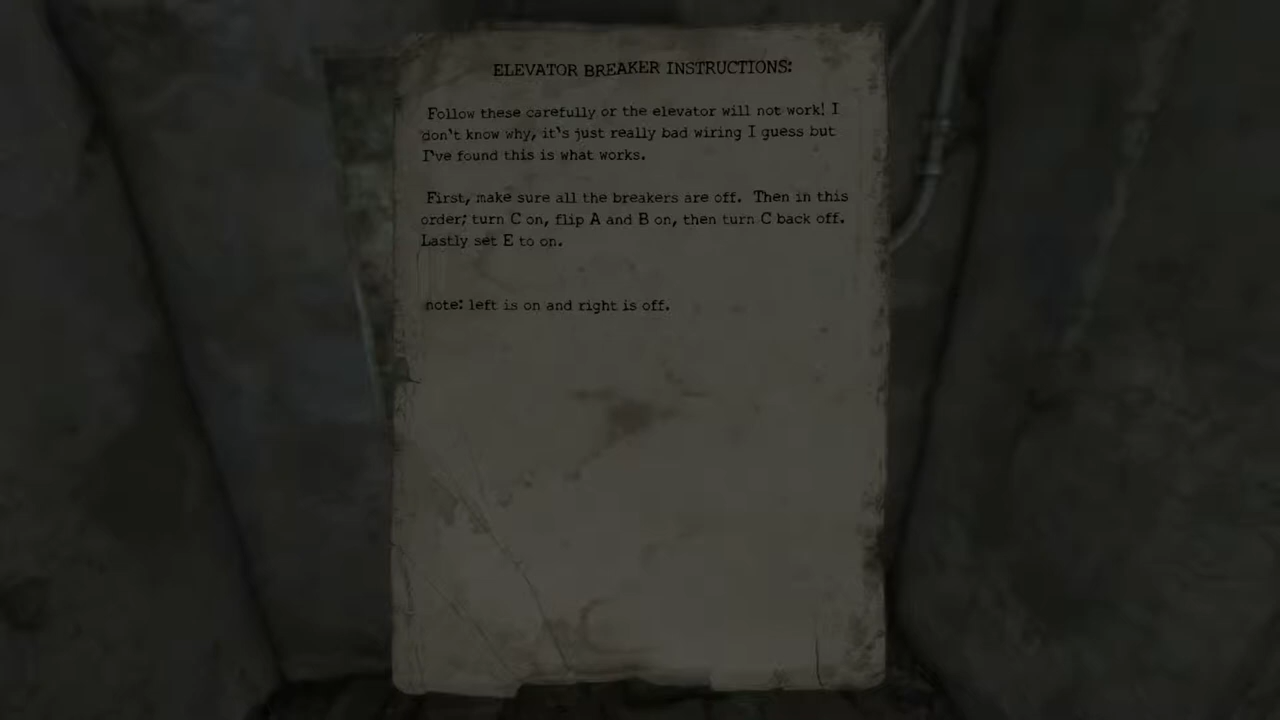 ELEVATOR BREAKER INSTRUCTIONS:
Follow these carefully or the elevator will not work! I
don't know why, it's just really bad wiring I guess but
I've found this is what works.
First, make sure all the breakers are off. Then in this
order; turn C on, flip A and B on, then turn C back off.
Lastly set E to on.
note: left is on and right is off.